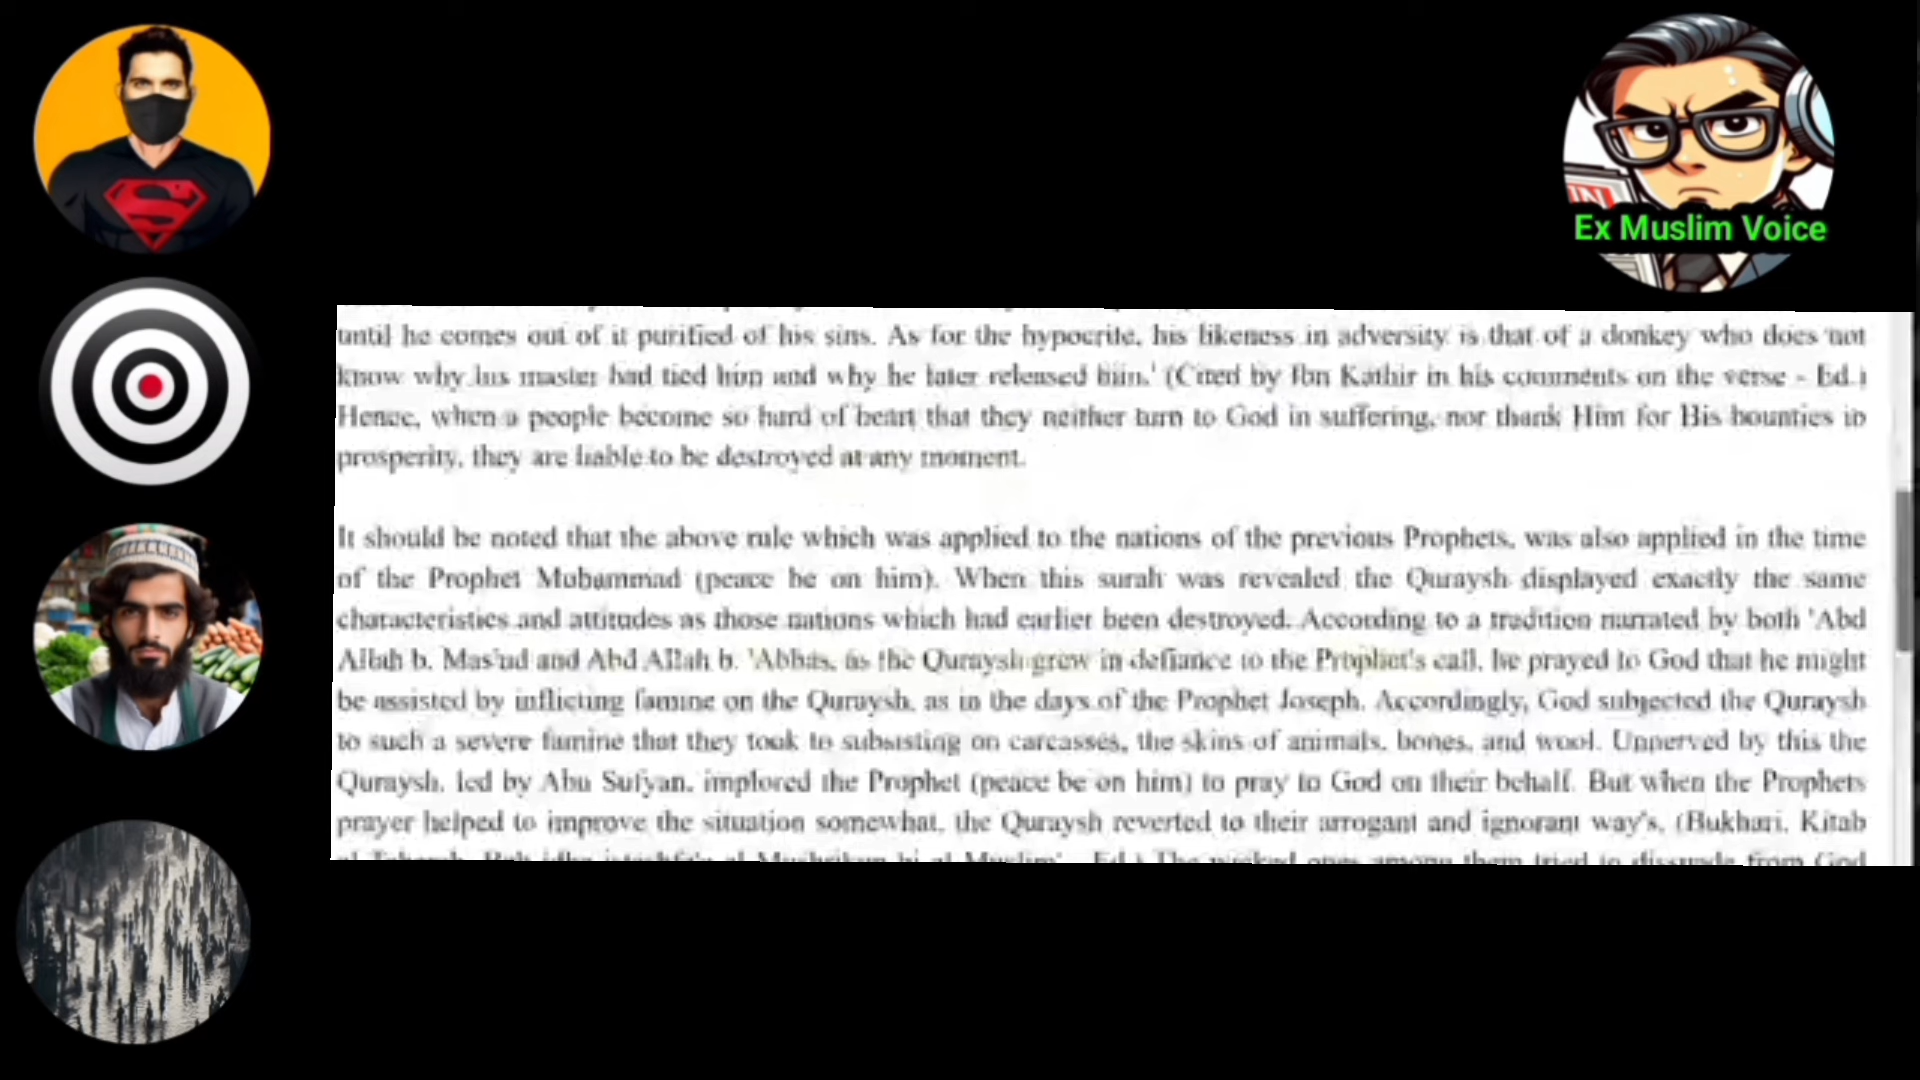 Ex Muslim Voice
until he comes out of it purified of his sins. As for the hypocrite, his likeness in adversity is that of a donkey who does not
know why his master had tied him and why he later released him.' (Cited by Ibn Kathir in his comments on the verse - Ed.)
Hence, when a people become so hard of heart that they neither turn to God in suffering, nor thank Him for His bounties in
prosperity, they are liable to be destroyed at any moment.
It should be noted that the above rule which was applied to the nations of the previous Prophets, was also applied in the time
of the Prophet Muhammad (peace be on him). When this surah was revealed the Quraysh displayed exactly the same
characteristics and attitudes as those nations which had earlier been destroyed. According to a tradition narrated by both 'Abd
Allah b. Mas'ud and Abd Allah b. 'Abbas, as the Quraysh grew in defiance to the Prophet's call, he prayed to God that he might
be assisted by inflicting famine on the Quraysh, as in the days of the Prophet Joseph. Accordingly, God subjected the Quraysh
to such a severe famine that they took to subsisting on carcasses, the skins of animals, bones, and wool. Unnerved by this the
Quraysh, led by Abu Sufyan, implored the Prophet (peace be on him) to pray to God on their behalf. But when the Prophets
prayer helped to improve the situation somewhat, the Quraysh reverted to their arrogant and ignorant way's. (Bukhari, Kitab
The wicked ones among them tried to dissuade from God